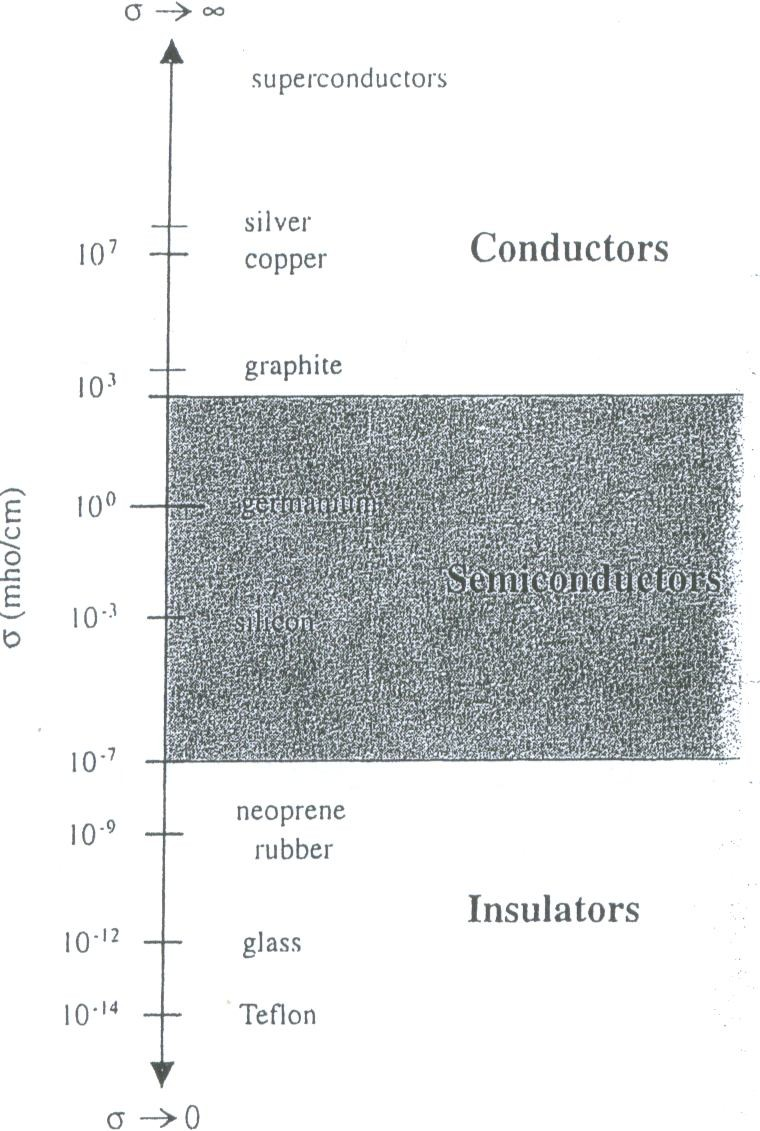 σ → ∞
superconductors
silver
10⁷ copper Conductors
graphite
10³
10⁰ germanium
Semiconductors
10⁻³ silicon
σ (mho/cm)
10⁻⁷
neoprene
10⁻⁹
rubber
Insulators
10⁻¹² glass
10⁻¹⁴ Teflon
σ → 0